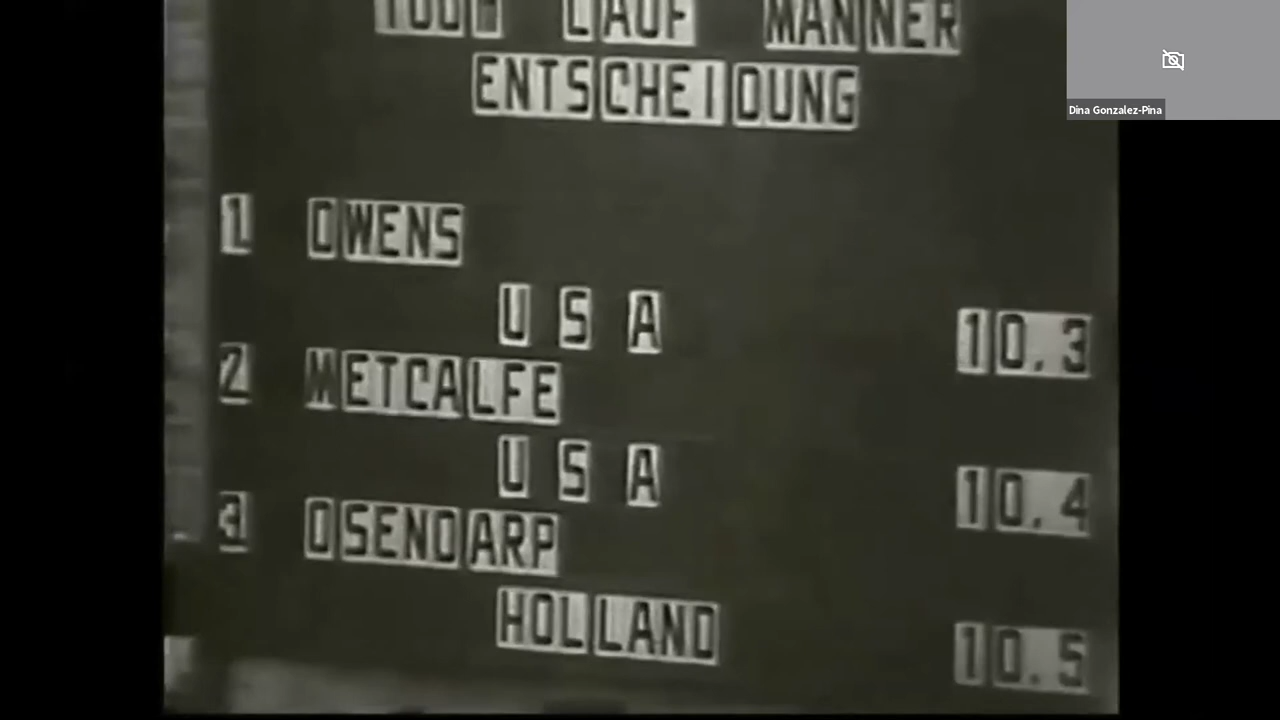 100m LAUF MÄNNER
ENTSCHEIDUNG
1 OWENS
USA 10.3
2 METCALFE
USA 10.4
3 OSENDARP
HOLLAND 10.5
Dina Gonzalez-Pina